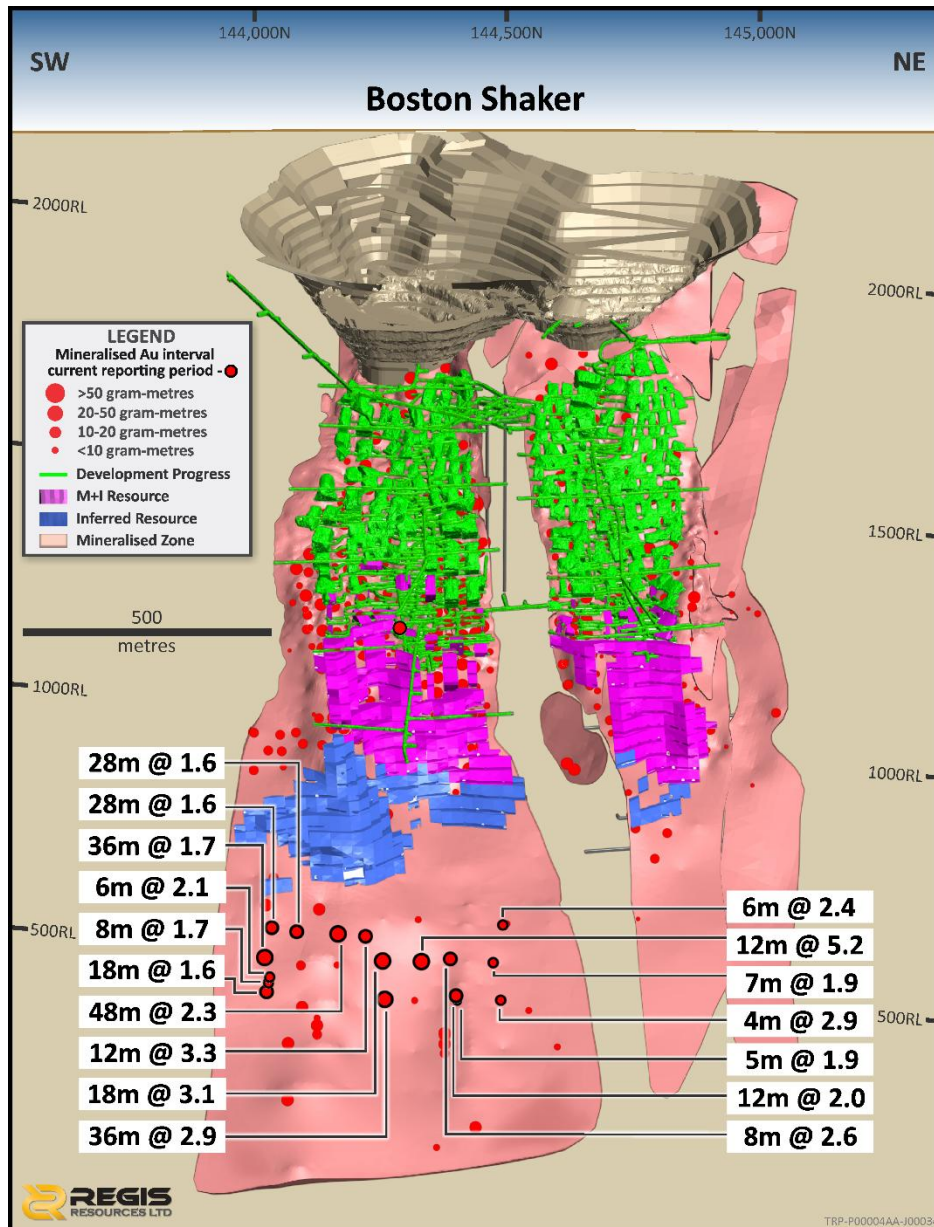 144,000N
144,500N
145,000N
SW
NE
Boston Shaker
2000RL
2000RL
LEGEND
Mineralised Au interval
current reporting period -
>50 gram-metres
20-50 gram-metres
10-20 gram-metres
<10 gram-metres
Development Progress
M+I Resource
Inferred Resource
Mineralised Zone
1500RL
500
metres
1000RL
1000RL
28m @ 1.6
28m @ 1.6
36m @ 1.7
6m @ 2.1
8m @ 1.7
18m @ 1.6
48m @ 2.3
12m @ 3.3
18m @ 3.1
36m @ 2.9
500RL
6m @ 2.4
12m @ 5.2
7m @ 1.9
4m @ 2.9
5m @ 1.9
12m @ 2.0
8m @ 2.6
500RL
REGIS
RESOURCES LTD